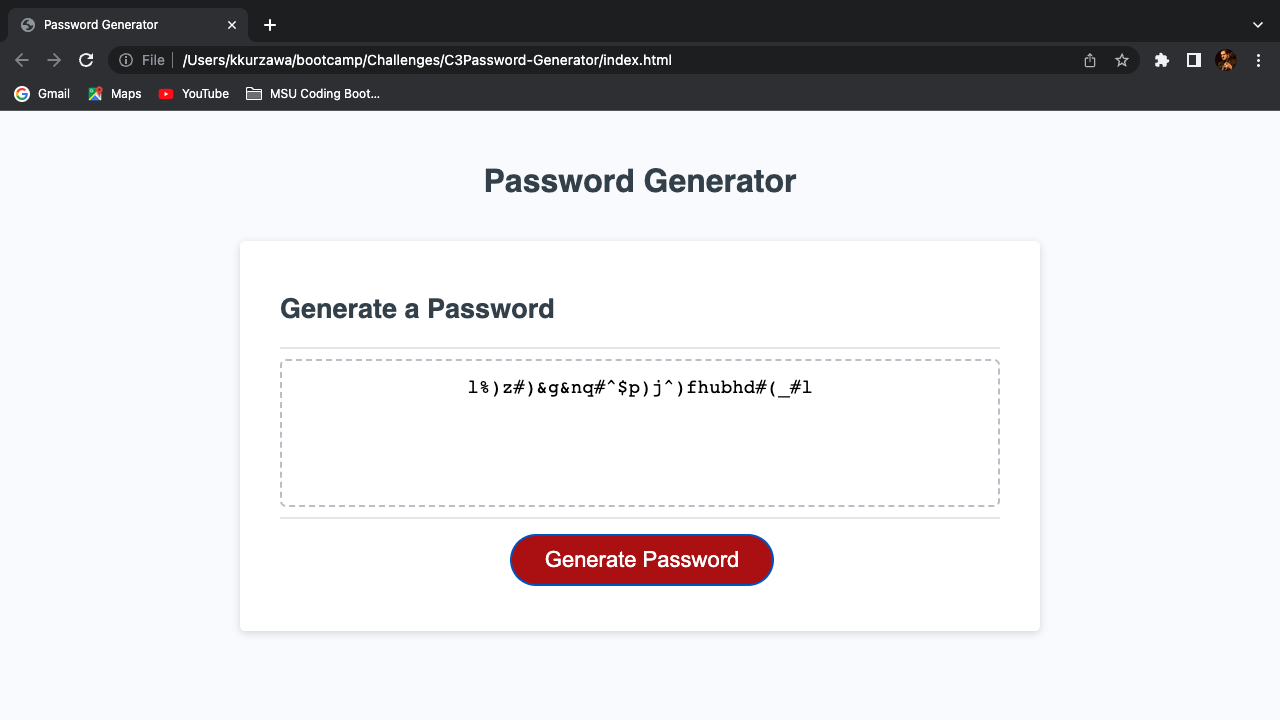 Password Generator
File /Users/kkurzawa/bootcamp/Challenges/C3Password-Generator/index.html
Gmail Maps YouTube MSU Coding Boot...
Password Generator
Generate a Password
l%)z#)&g&nq#^$p)j^)fhubhd#(_#l
Generate Password